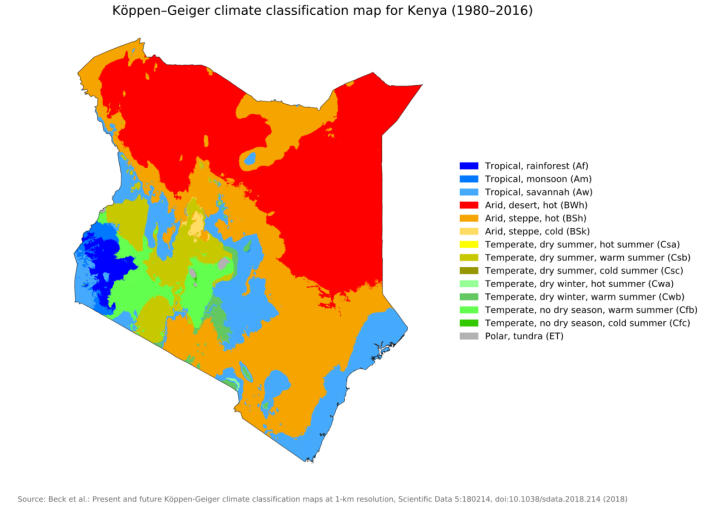 Köppen–Geiger climate classification map for Kenya (1980–2016)
Tropical, rainforest (Af)
Tropical, monsoon (Am)
Tropical, savannah (Aw)
Arid, desert, hot (BWh)
Arid, steppe, hot (BSh)
Arid, steppe, cold (BSk)
Temperate, dry summer, hot summer (Csa)
Temperate, dry summer, warm summer (Csb)
Temperate, dry summer, cold summer (Csc)
Temperate, dry winter, hot summer (Cwa)
Temperate, dry winter, warm summer (Cwb)
Temperate, no dry season, warm summer (Cfb)
Temperate, no dry season, cold summer (Cfc)
Polar, tundra (ET)
Source: Beck et al.: Present and future Köppen-Geiger climate classification maps at 1-km resolution, Scientific Data 5:180214, doi:10.1038/sdata.2018.214 (2018)